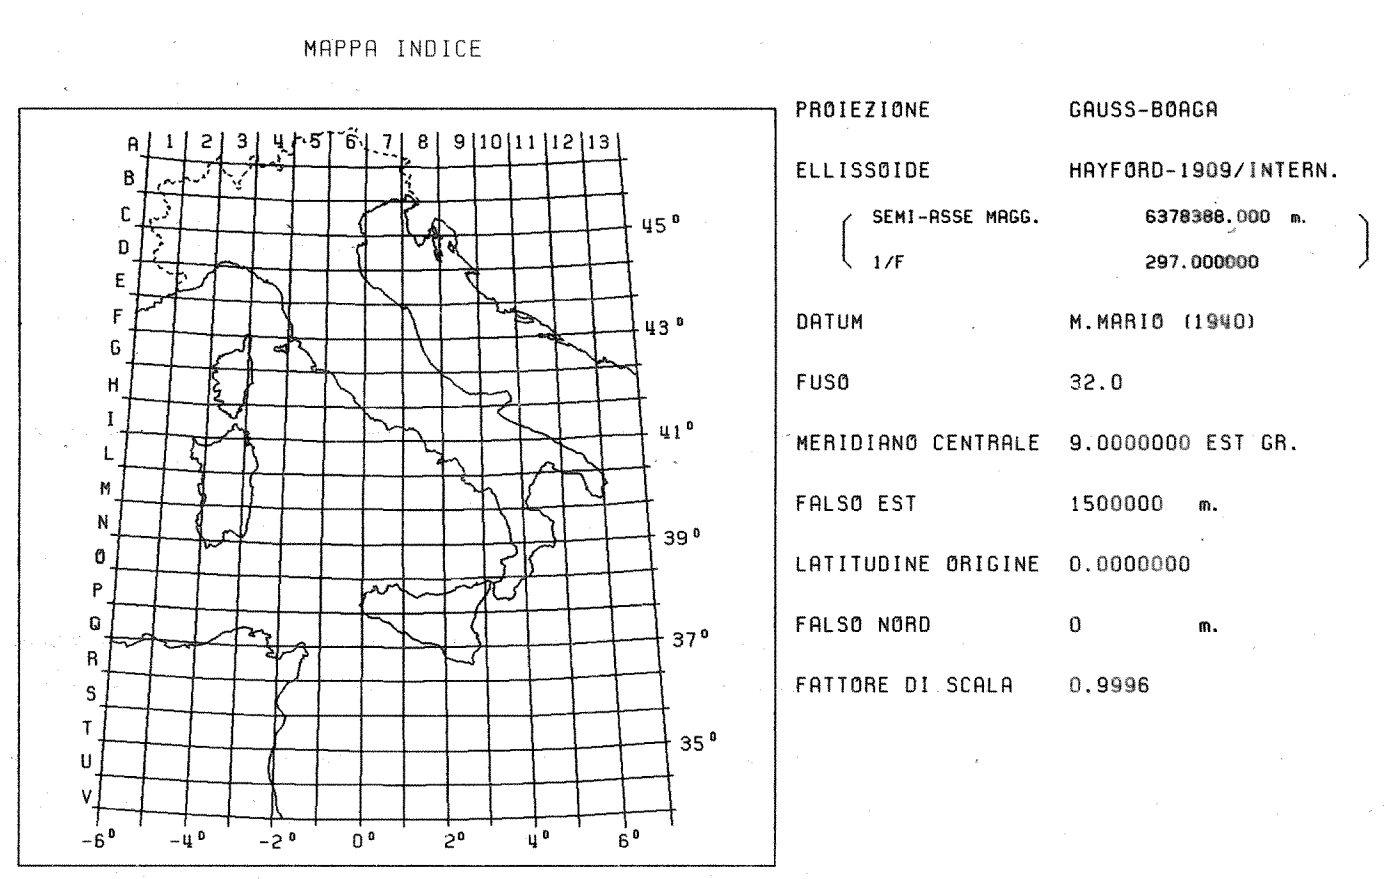 MAPPA INDICE
1 2 3 4 5 6 7 8 9 10 11 12 13
A
B
C
D
E
F
G
H
I
L
M
N
O
P
Q
R
S
T
U
V
45°
43°
41°
39°
37°
35°
-6° -4° -2° 0° 2° 4° 6°
PROIEZIONE GAUSS-BOAGA
ELLISSOIDE HAYFORD-1909/INTERN.
SEMI-ASSE MAGG. 6378388.000 m.
1/F 297.000000
DATUM M.MARIO (1940)
FUSO 32.0
MERIDIANO CENTRALE 9.0000000 EST GR.
FALSO EST 1500000 m.
LATITUDINE ORIGINE 0.0000000
FALSO NORD 0 m.
FATTORE DI SCALA 0.9996